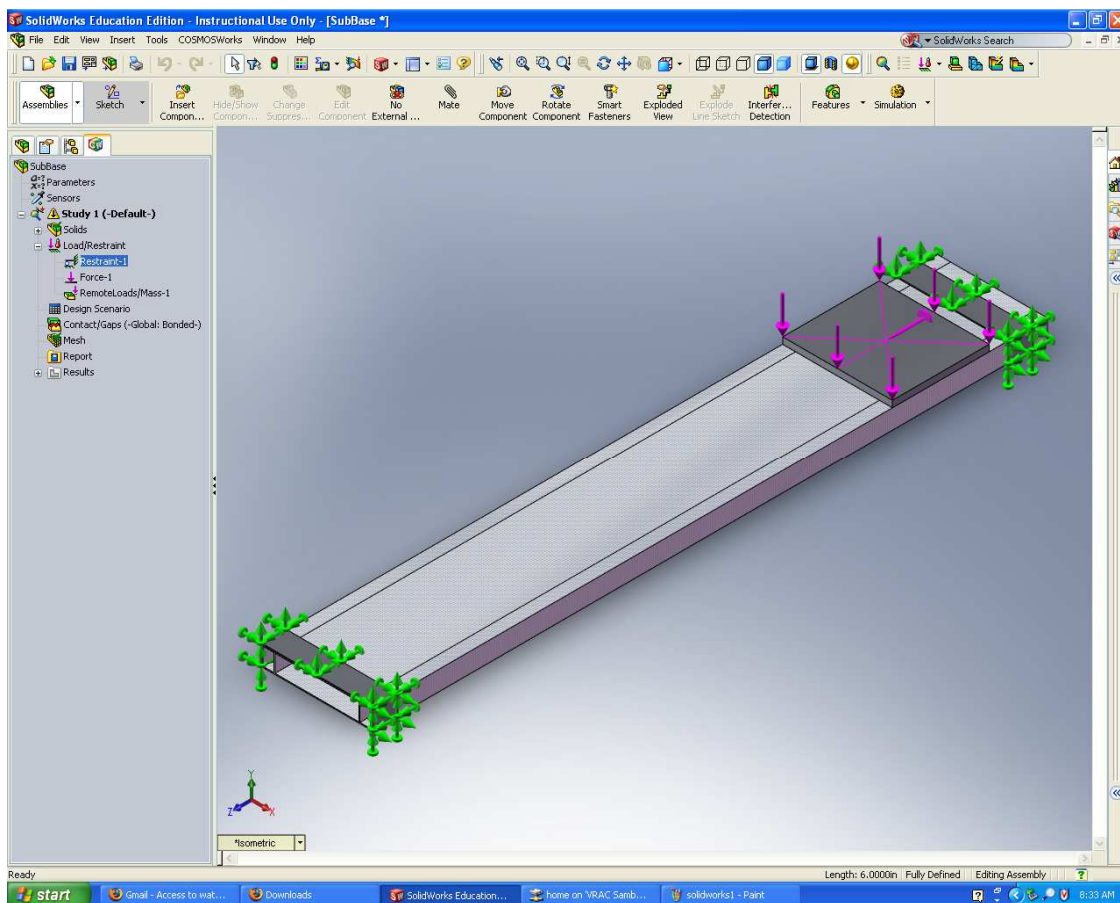 SolidWorks Education Edition - Instructional Use Only - [SubBase *]
File Edit View Insert Tools COSMOSWorks Window Help
SolidWorks Search
Assemblies Sketch Insert Compon... Hide/Show Compon... Change Suppres... Edit Component No External ... Mate Move Component Rotate Component Smart Fasteners Exploded View Explode Line Sketch Interfer... Detection Features Simulation
SubBase
Parameters
Sensors
Study 1 (-Default-)
Solids
Load/Restraint
Restraint-1
Force-1
RemoteLoads/Mass-1
Design Scenario
Contact/Gaps (-Global: Bonded-)
Mesh
Report
Results
Y
Z X
*Isometric
Ready Length: 6.0000in Fully Defined Editing Assembly
start Gmail - Access to wat... Downloads SolidWorks Education... home on 'VRAC Samb... solidworks1 - Paint 8:33 AM